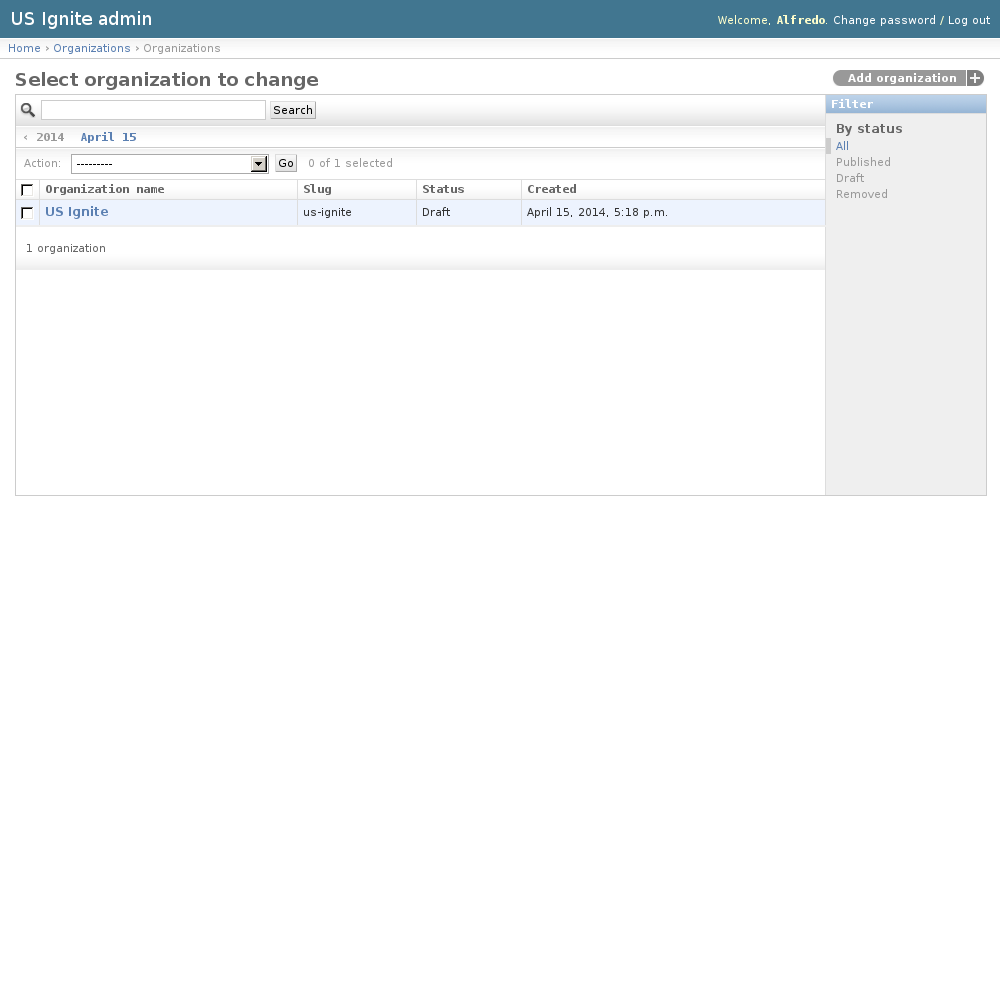 US Ignite admin
Welcome, Alfredo. Change password / Log out
Home › Organizations › Organizations
Select organization to change
Add organization
Search
‹ 2014 April 15
Action: --------- Go 0 of 1 selected
Organization name Slug Status Created
US Ignite us-ignite Draft April 15, 2014, 5:18 p.m.
1 organization
Filter
By status
All
Published
Draft
Removed